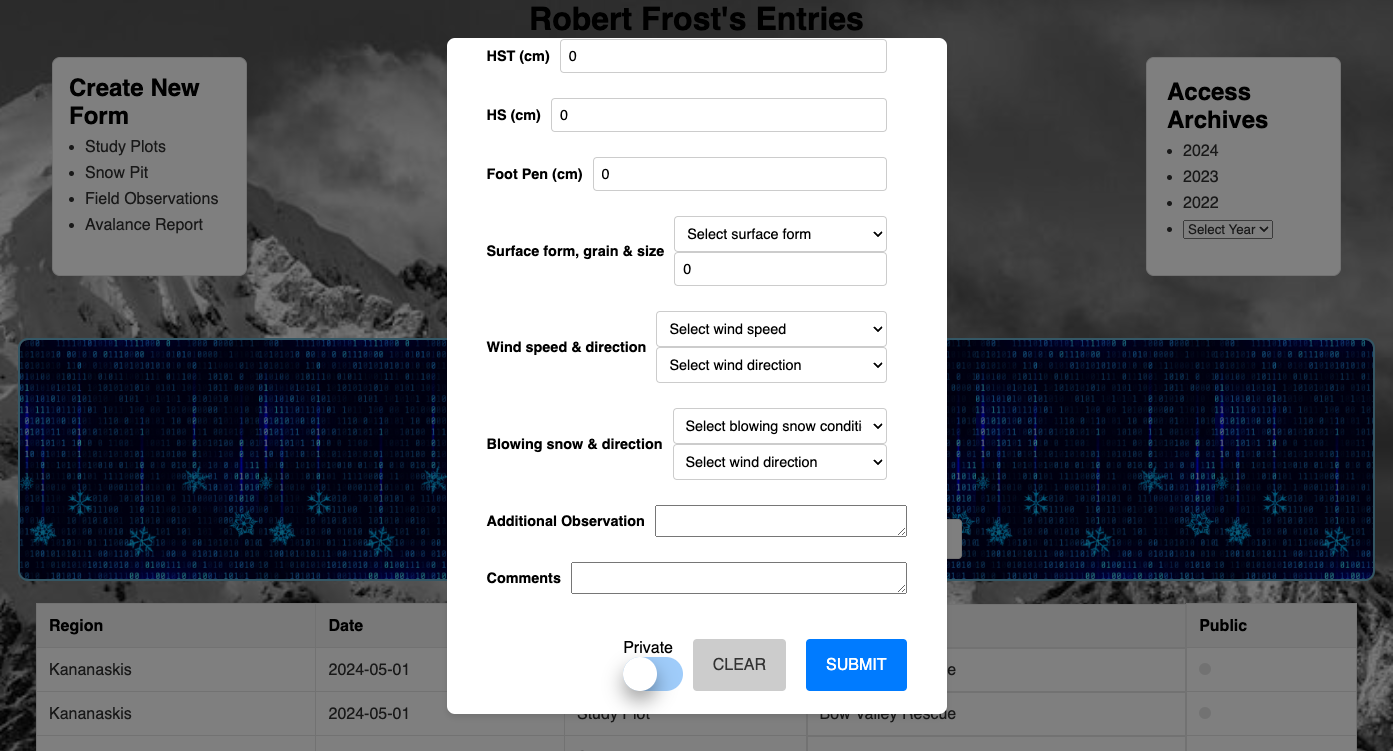 Robert Frost's Entries
Create New
Form
Study Plots
Snow Pit
Field Observations
Avalance Report
HST (cm)
0
HS (cm)
0
Foot Pen (cm)
0
Surface form, grain & size
Select surface form
0
Wind speed & direction
Select wind speed
Select wind direction
Blowing snow & direction
Select blowing snow conditi
Select wind direction
Additional Observation
Comments
Private
CLEAR
SUBMIT
Access
Archives
2024
2023
2022
Select Year
Region Date Public
Kananaskis 2024-05-01
Kananaskis 2024-05-01 Study Plot Bow Valley Rescue